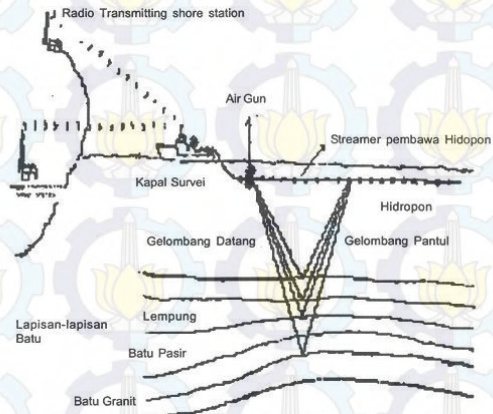 Radio Transmitting shore station
Air Gun
Streamer pembawa Hidopon
Kapal Survei
Hidropon
Gelombang Datang
Gelombang Pantul
Lempung
Lapisan-lapisan
Batu
Batu Pasir
Batu Granit